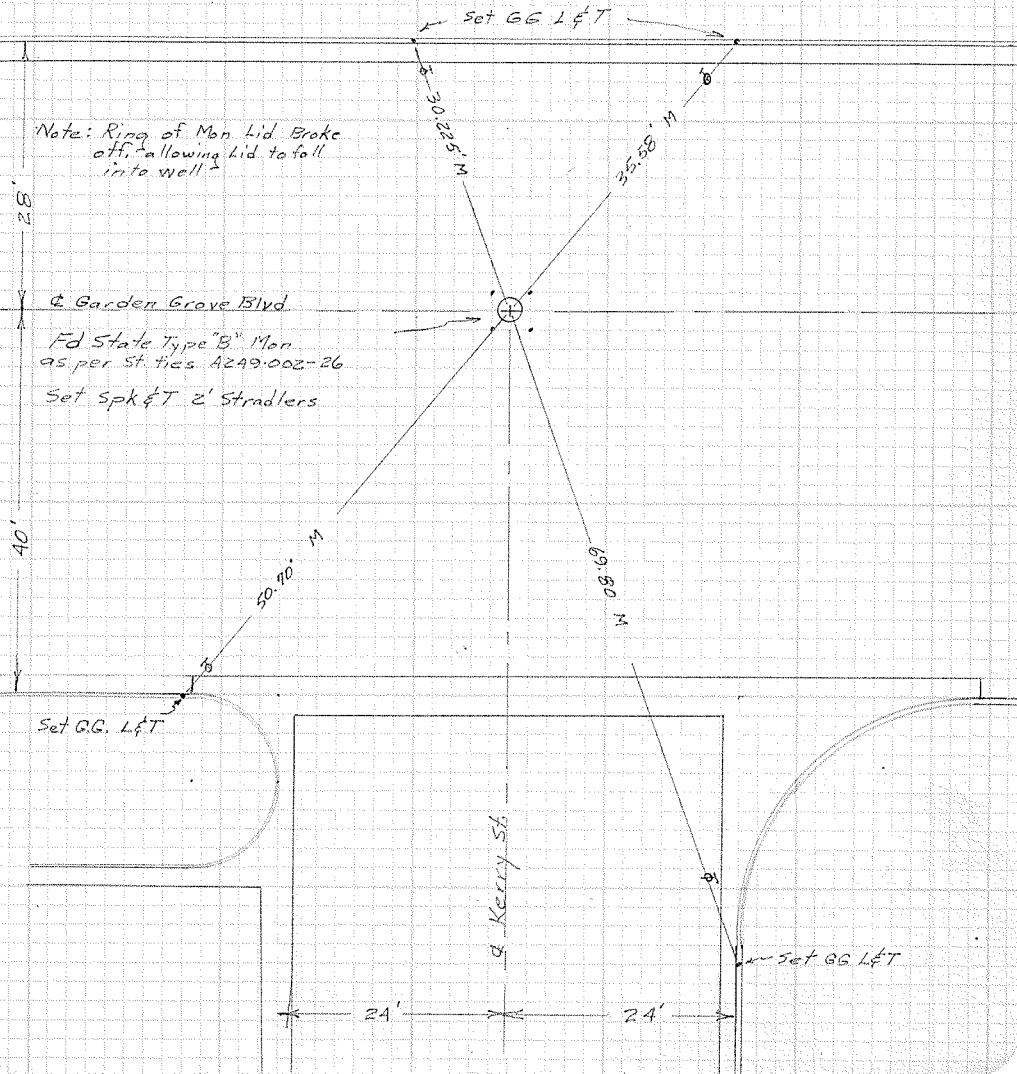 Set GG L&T
30.225' M
35.58' M
Note: Ring of Mon Lid Broke
off, allowing Lid to fall
into well
28'
℄ Garden Grove Blvd
Fd State Type "B" Mon
as per St. ties A249.002-26
Set Spk & T 2' Stradlers
40'
50.70' M
69.80 M
Set G.G. L&T
℄ Kerry St.
Set GG L&T
24'
24'